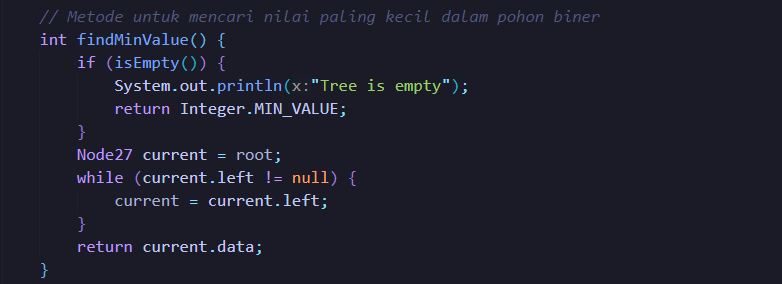 // Metode untuk mencari nilai paling kecil dalam pohon biner
int findMinValue() {
if (isEmpty()) {
System.out.println(x:"Tree is empty");
return Integer.MIN_VALUE;
}
Node27 current = root;
while (current.left != null) {
current = current.left;
}
return current.data;
}